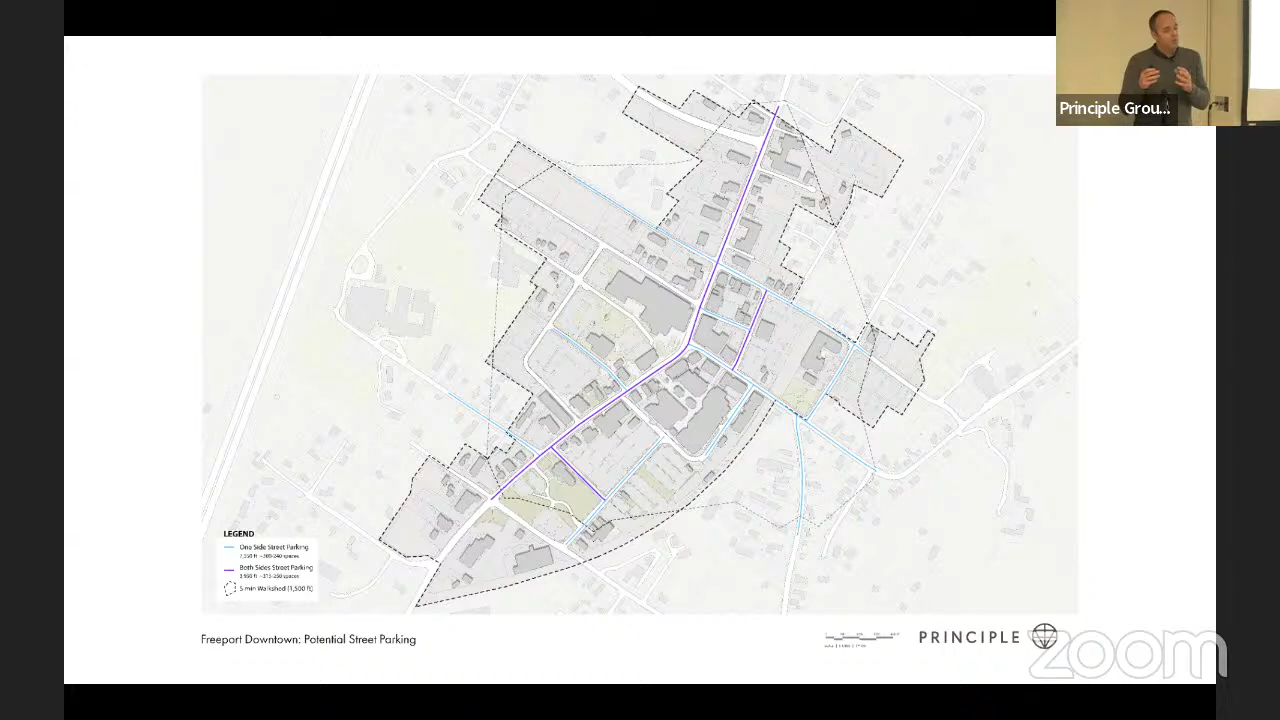 Principle Grou...
LEGEND
One Side Street Parking
Both Sides Street Parking
5 min Walkshed (1,500 ft)
Freeport Downtown: Potential Street Parking
PRINCIPLE
zoom